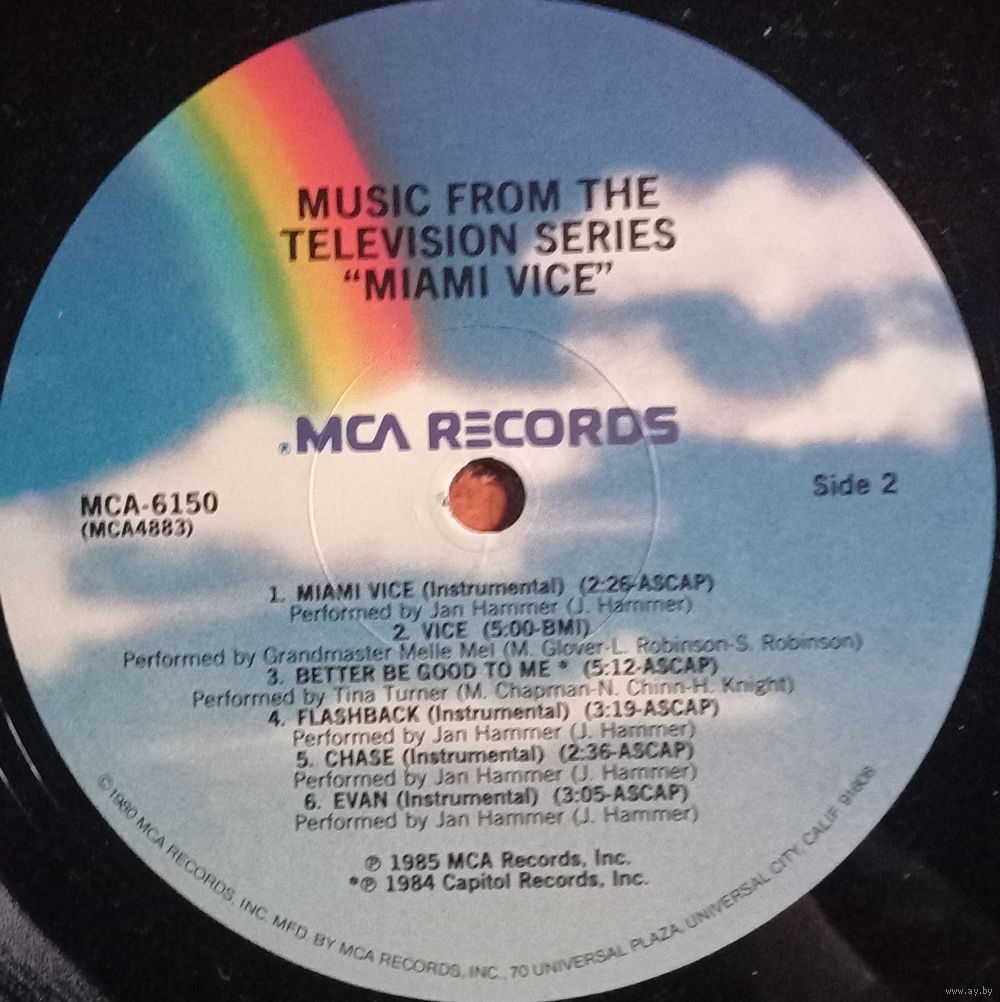 MUSIC FROM THE
TELEVISION SERIES
“MIAMI VICE”
®MCA RECORDS
MCA-6150
(MCA4883)
Side 2
1. MIAMI VICE (Instrumental) (2:26-ASCAP)
Performed by Jan Hammer (J. Hammer)
2. VICE (5:00-BMI)
Performed by Grandmaster Melle Mel (M. Glover-L. Robinson-S. Robinson)
3. BETTER BE GOOD TO ME * (5:12-ASCAP)
Performed by Tina Turner (M. Chapman-N. Chinn-H. Knight)
4. FLASHBACK (Instrumental) (3:19-ASCAP)
Performed by Jan Hammer (J. Hammer)
5. CHASE (Instrumental) (2:36-ASCAP)
Performed by Jan Hammer (J. Hammer)
6. EVAN (Instrumental) (3:05-ASCAP)
Performed by Jan Hammer (J. Hammer)
℗ 1985 MCA Records, Inc.
*℗ 1984 Capitol Records, Inc.
©1980 MCA RECORDS, INC. MFD. BY MCA RECORDS, INC., 70 UNIVERSAL PLAZA, UNIVERSAL CITY, CALIF. 91608
www.ay.by